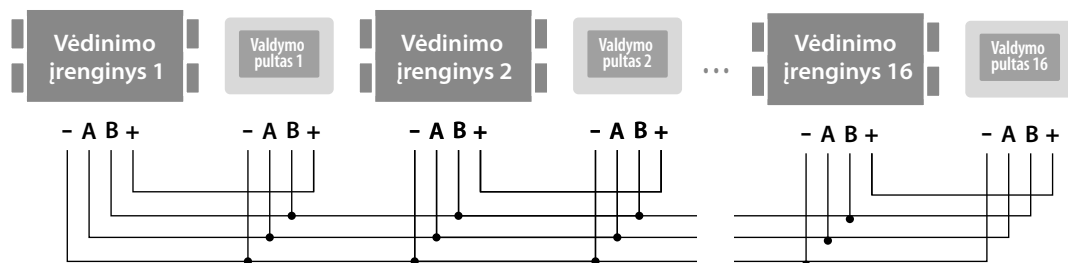 Vėdinimo
įrenginys 1
Valdymo
pultas 1
Vėdinimo
įrenginys 2
Valdymo
pultas 2
...
Vėdinimo
įrenginys 16
Valdymo
pultas 16
– A B +
– A B +
– A B +
– A B +
– A B +
– A B +